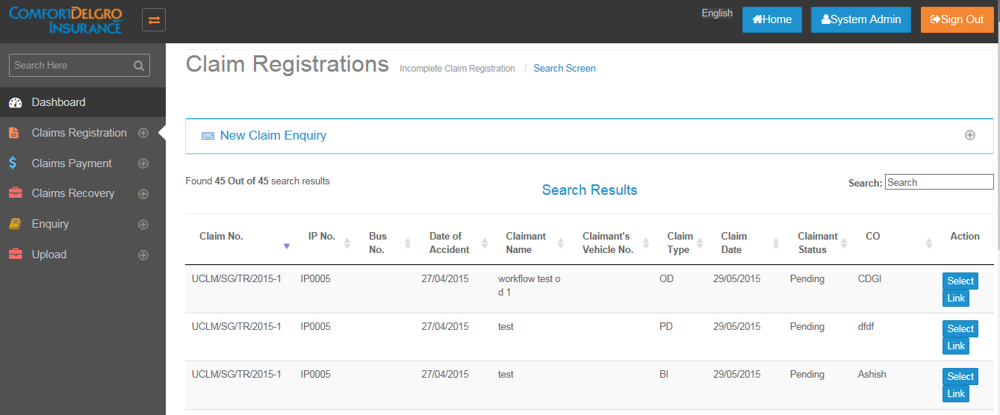 COMFORTDELGRO
INSURANCE
English
Home
System Admin
Sign Out
Search Here
Dashboard
Claims Registration
Claims Payment
Claims Recovery
Enquiry
Upload
Claim Registrations Incomplete Claim Registration / Search Screen
New Claim Enquiry
Found 45 Out of 45 search results
Search Results
Search: Search
Claim No. IP No. Bus No. Date of Accident Claimant Name Claimant's Vehicle No. Claim Type Claim Date Claimant Status CO Action
UCLM/SG/TR/2015-1 IP0005 27/04/2015 workflow test o OD 29/05/2015 Pending CDGI Select
d 1 Link
UCLM/SG/TR/2015-1 IP0005 27/04/2015 test PD 29/05/2015 Pending dfdf Select
Link
UCLM/SG/TR/2015-1 IP0005 27/04/2015 test BI 29/05/2015 Pending Ashish Select
Link